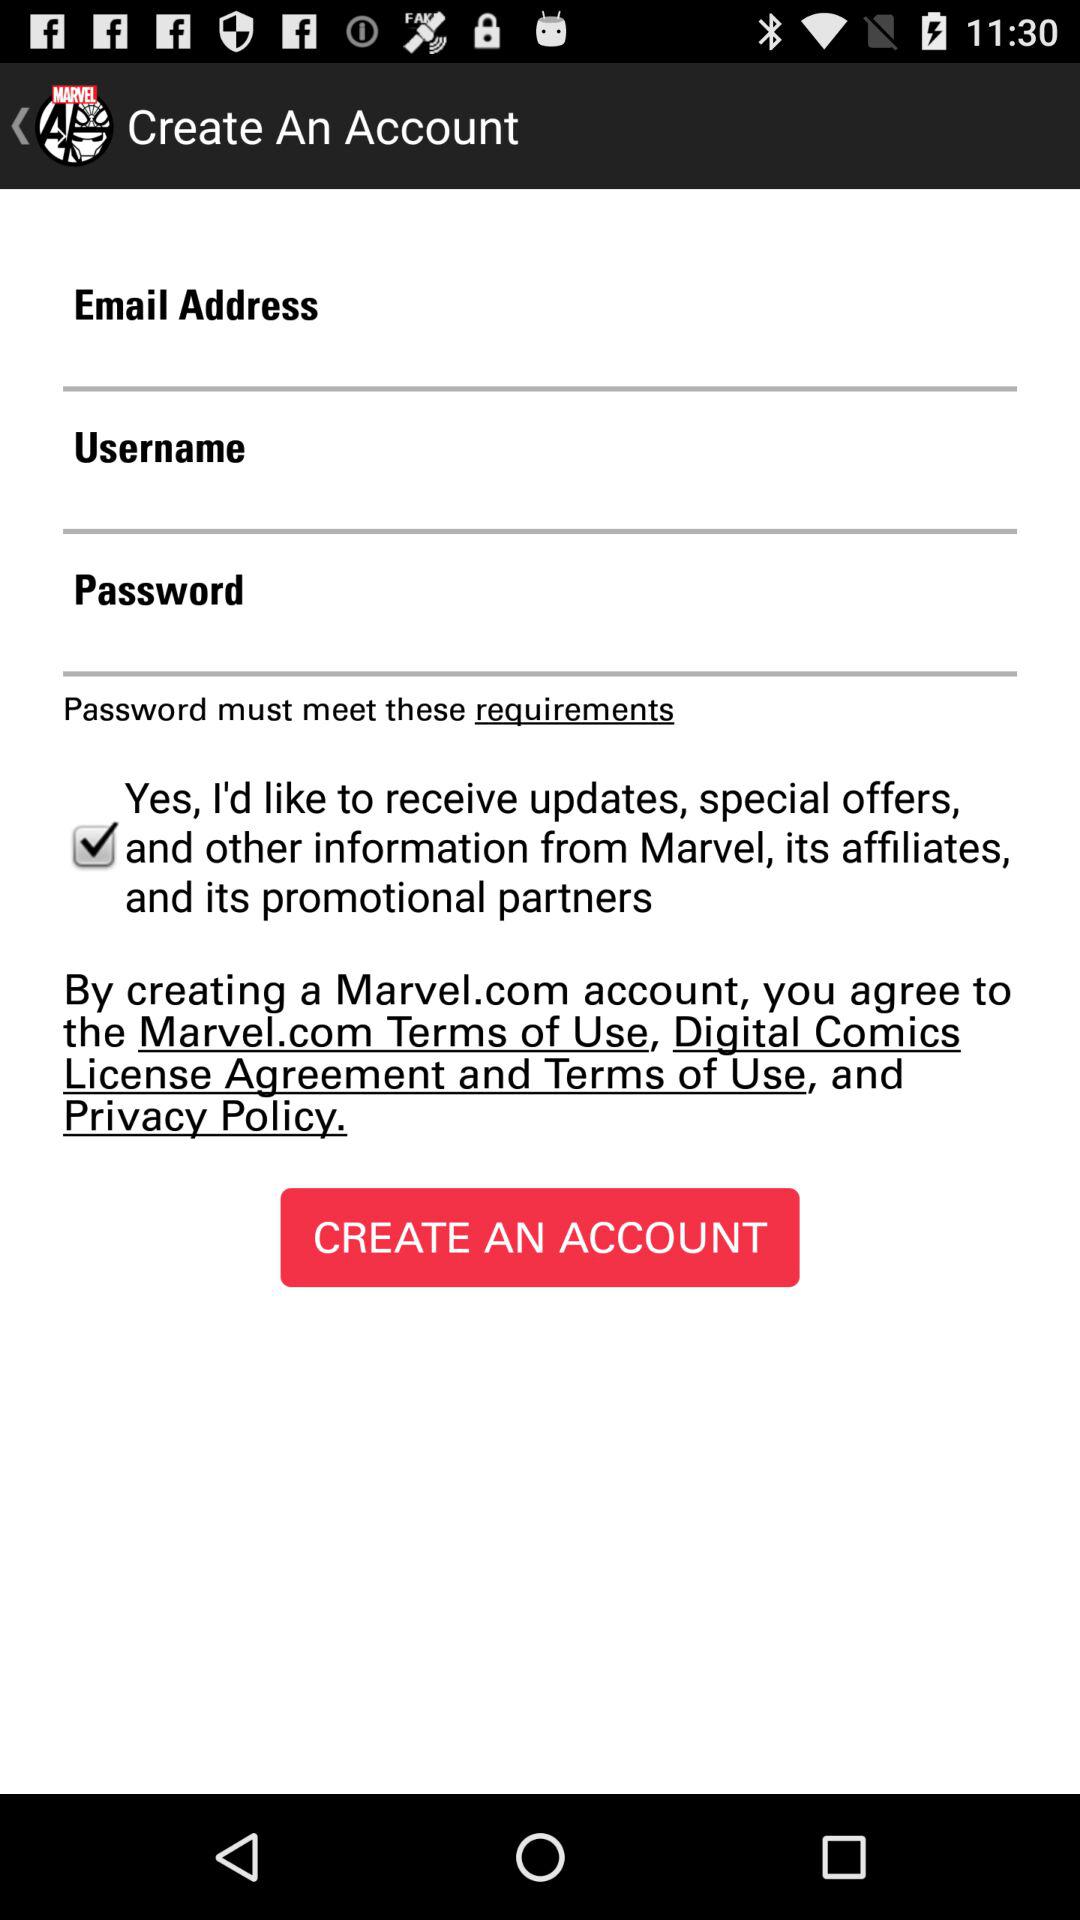 FAKE
11:30
MARVEL
Create An Account
Email Address
Username
Password
Password must meet these requirements
Yes, I'd like to receive updates, special offers,
and other information from Marvel, its affiliates,
and its promotional partners
By creating a Marvel.com account, you agree to
the Marvel.com Terms of Use, Digital Comics
License Agreement and Terms of Use, and
Privacy Policy.
CREATE AN ACCOUNT